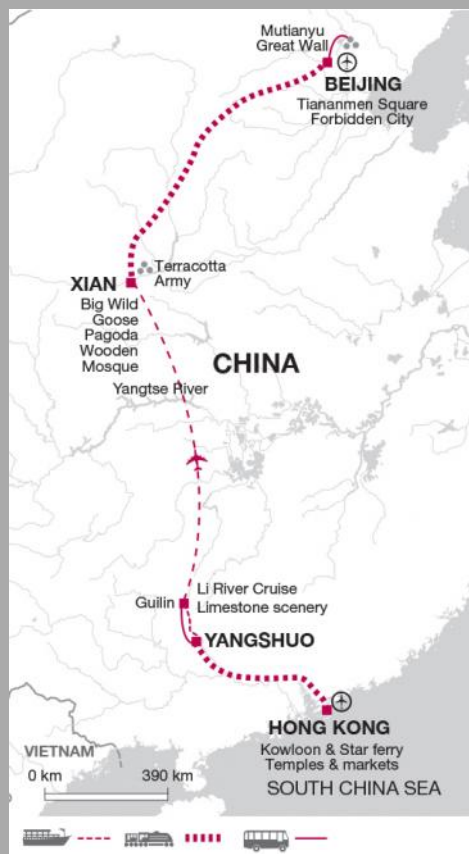 Mutianyu
Great Wall
BEIJING
Tiananmen Square
Forbidden City
Terracotta
Army
XIAN
Big Wild
Goose
Pagoda
Wooden
Mosque
CHINA
Yangtse River
Guilin
Li River Cruise
Limestone scenery
YANGSHUO
HONG KONG
Kowloon & Star ferry
Temples & markets
VIETNAM
0 km 390 km
SOUTH CHINA SEA